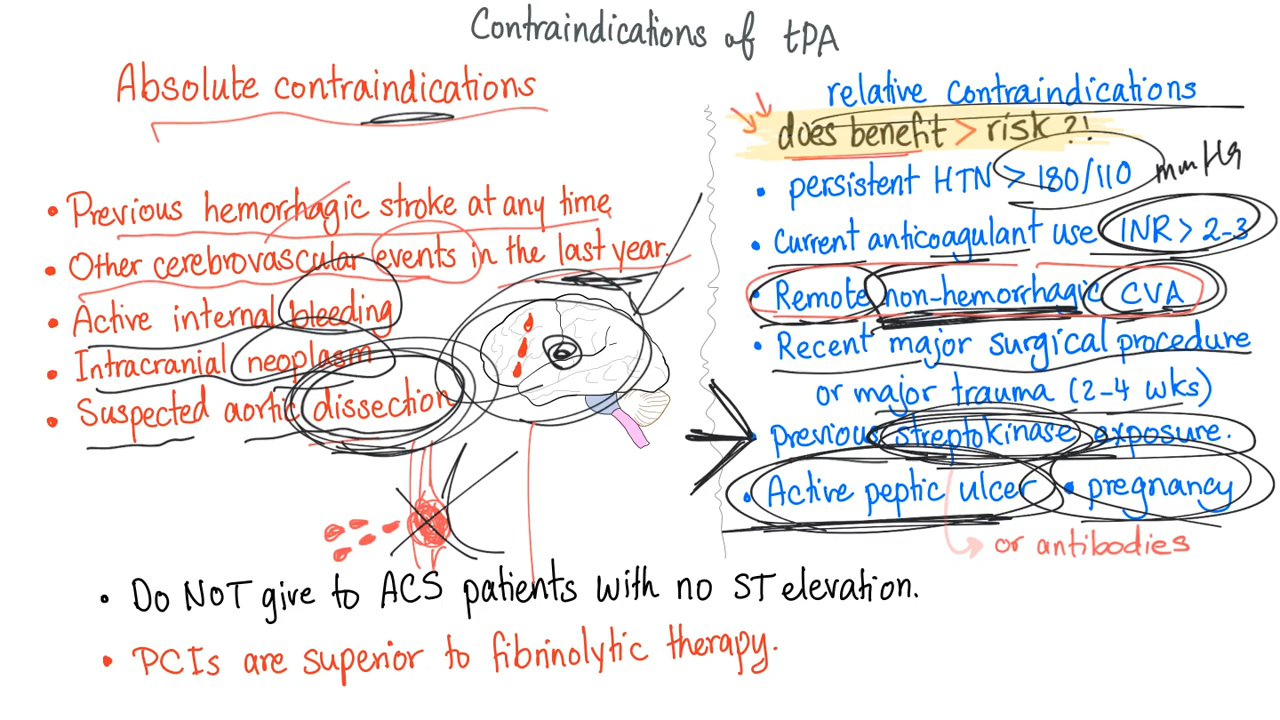 Contraindications of tPA
Absolute contraindications
• Previous hemorrhagic stroke at any time
• Other cerebrovascular events in the last year.
• Active internal bleeding
• Intracranial neoplasm
• Suspected aortic dissection
relative contraindications
does benefit > risk ?!
• persistent HTN > 180/110 mmHg
• Current anticoagulant use INR > 2-3
• Remote non-hemorrhagic CVA
• Recent major surgical procedure
or major trauma (2-4 wks)
• previous streptokinase exposure.
• Active peptic ulcer • pregnancy
or antibodies
• Do NOT give to ACS patients with no ST elevation.
• PCIs are superior to fibrinolytic therapy.